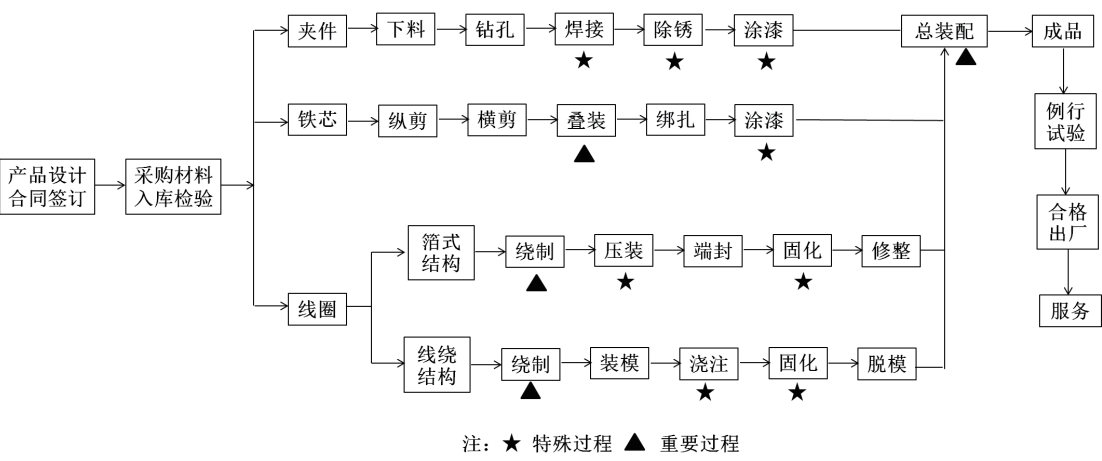 夹件
下料
钻孔
焊接
除锈
涂漆
总装配
成品
铁芯
纵剪
横剪
叠装
绑扎
涂漆
例行
试验
产品设计
合同签订
采购材料
入库检验
箔式
结构
绕制
压装
端封
固化
修整
合格
出厂
线圈
服务
线绕
结构
绕制
装模
浇注
固化
脱模
注：★ 特殊过程 ▲ 重要过程